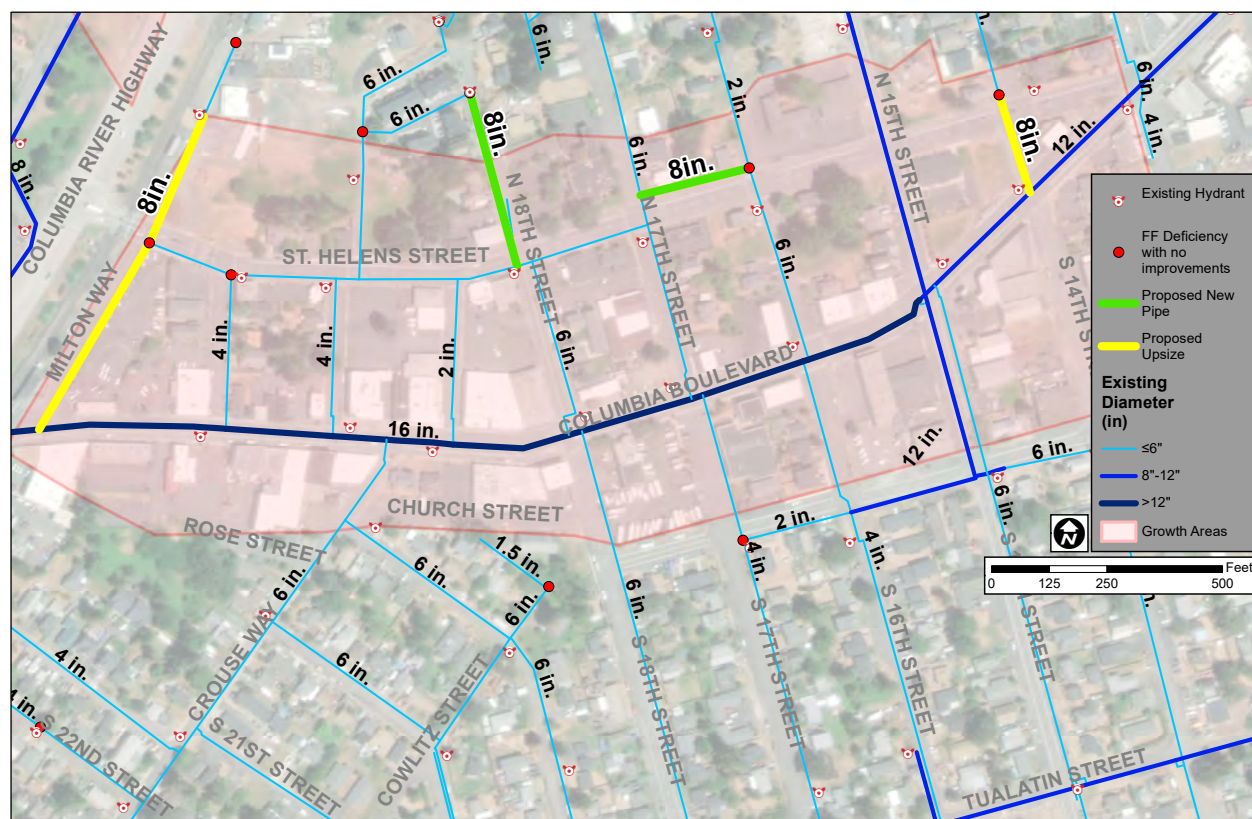 COLUMBIA RIVER HIGHWAY
8 in.
8in.
MILTON WAY
6 in.
6 in.
6 in.
8in.
N 18TH STREET
ST. HELENS STREET
4 in.
4 in.
2 in.
6 in.
6 in.
2 in.
8in.
N 17TH STREET
6 in.
N 15TH STREET
6 in.
8in.
12 in.
6 in.
4 in.
COLUMBIA BOULEVARD
16 in.
12 in.
6 in.
6 in.
2 in.
4 in.
4 in.
CHURCH STREET
ROSE STREET
1.5 in.
6 in.
6 in.
6 in.
6 in.
6 in.
6 in.
CROUSE WAY
COWLITZ STREET
4 in.
4 in.
S 22ND STREET
S 21ST STREET
S 18TH STREET
S 17TH STREET
S 16TH STREET
TUALATIN STREET
Existing Hydrant
FF Deficiency
with no
improvements
Proposed New
Pipe
Proposed
Upsize
Existing
Diameter
(in)
≤6"
8"-12"
>12"
Growth Areas
N
Feet
0 125 250 500